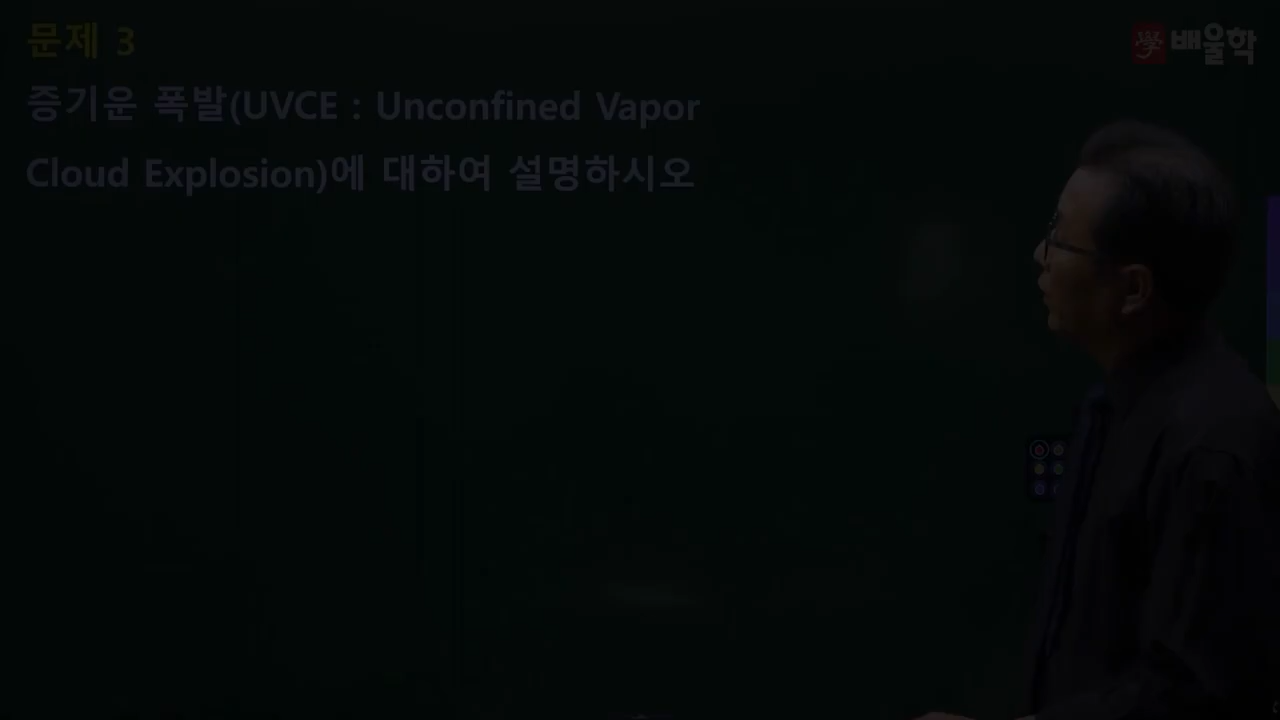 문제 3
學 배울학
증기운 폭발(UVCE : Unconfined Vapor
Cloud Explosion)에 대하여 설명하시오